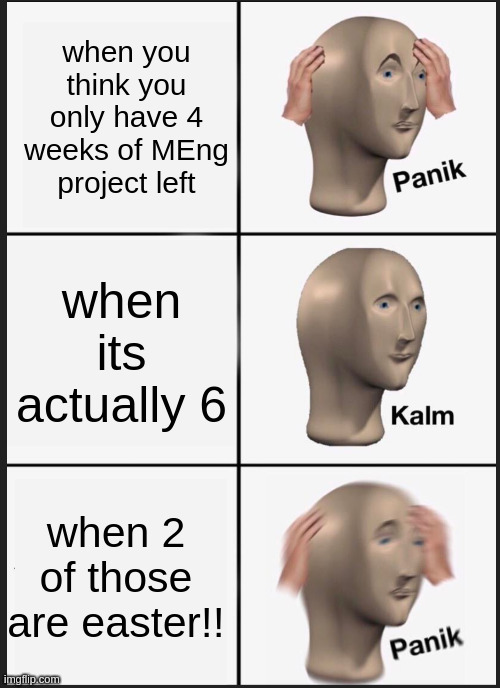 when you
think you
only have 4
weeks of MEng
project left
Panik
when
its
actually 6
Kalm
when 2
of those
are easter!!
Panik
imgflip.com